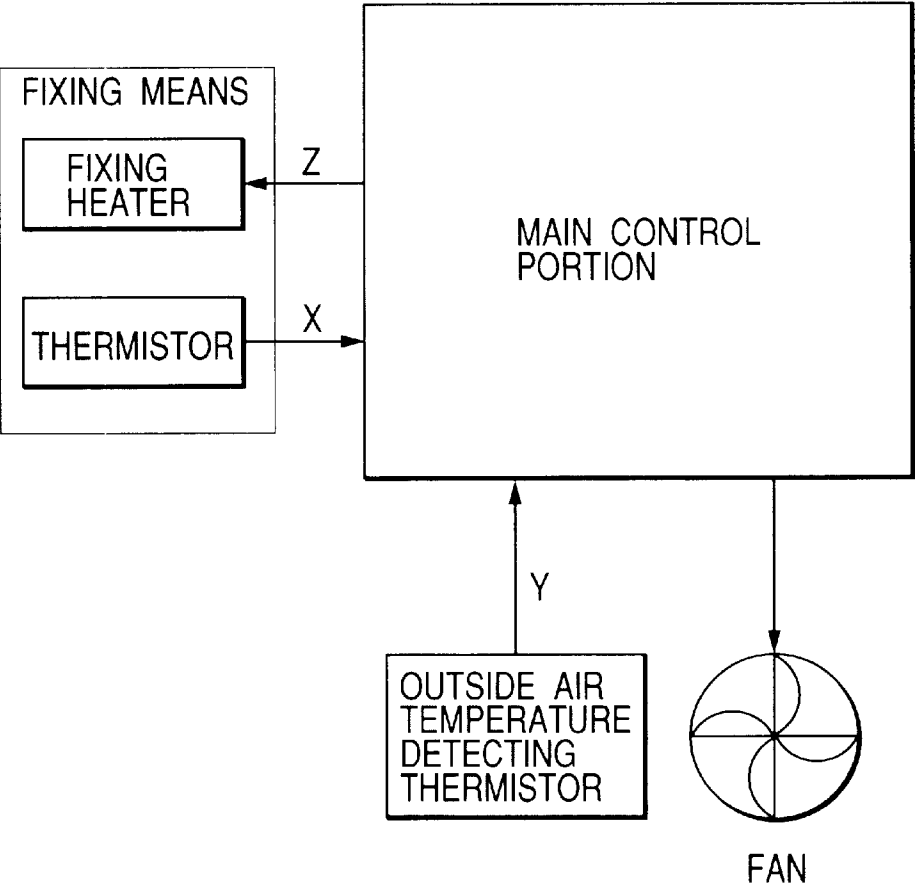 FIXING MEANS
FIXING
HEATER
Z
THERMISTOR
X
MAIN CONTROL
PORTION
Y
OUTSIDE AIR
TEMPERATURE
DETECTING
THERMISTOR
FAN